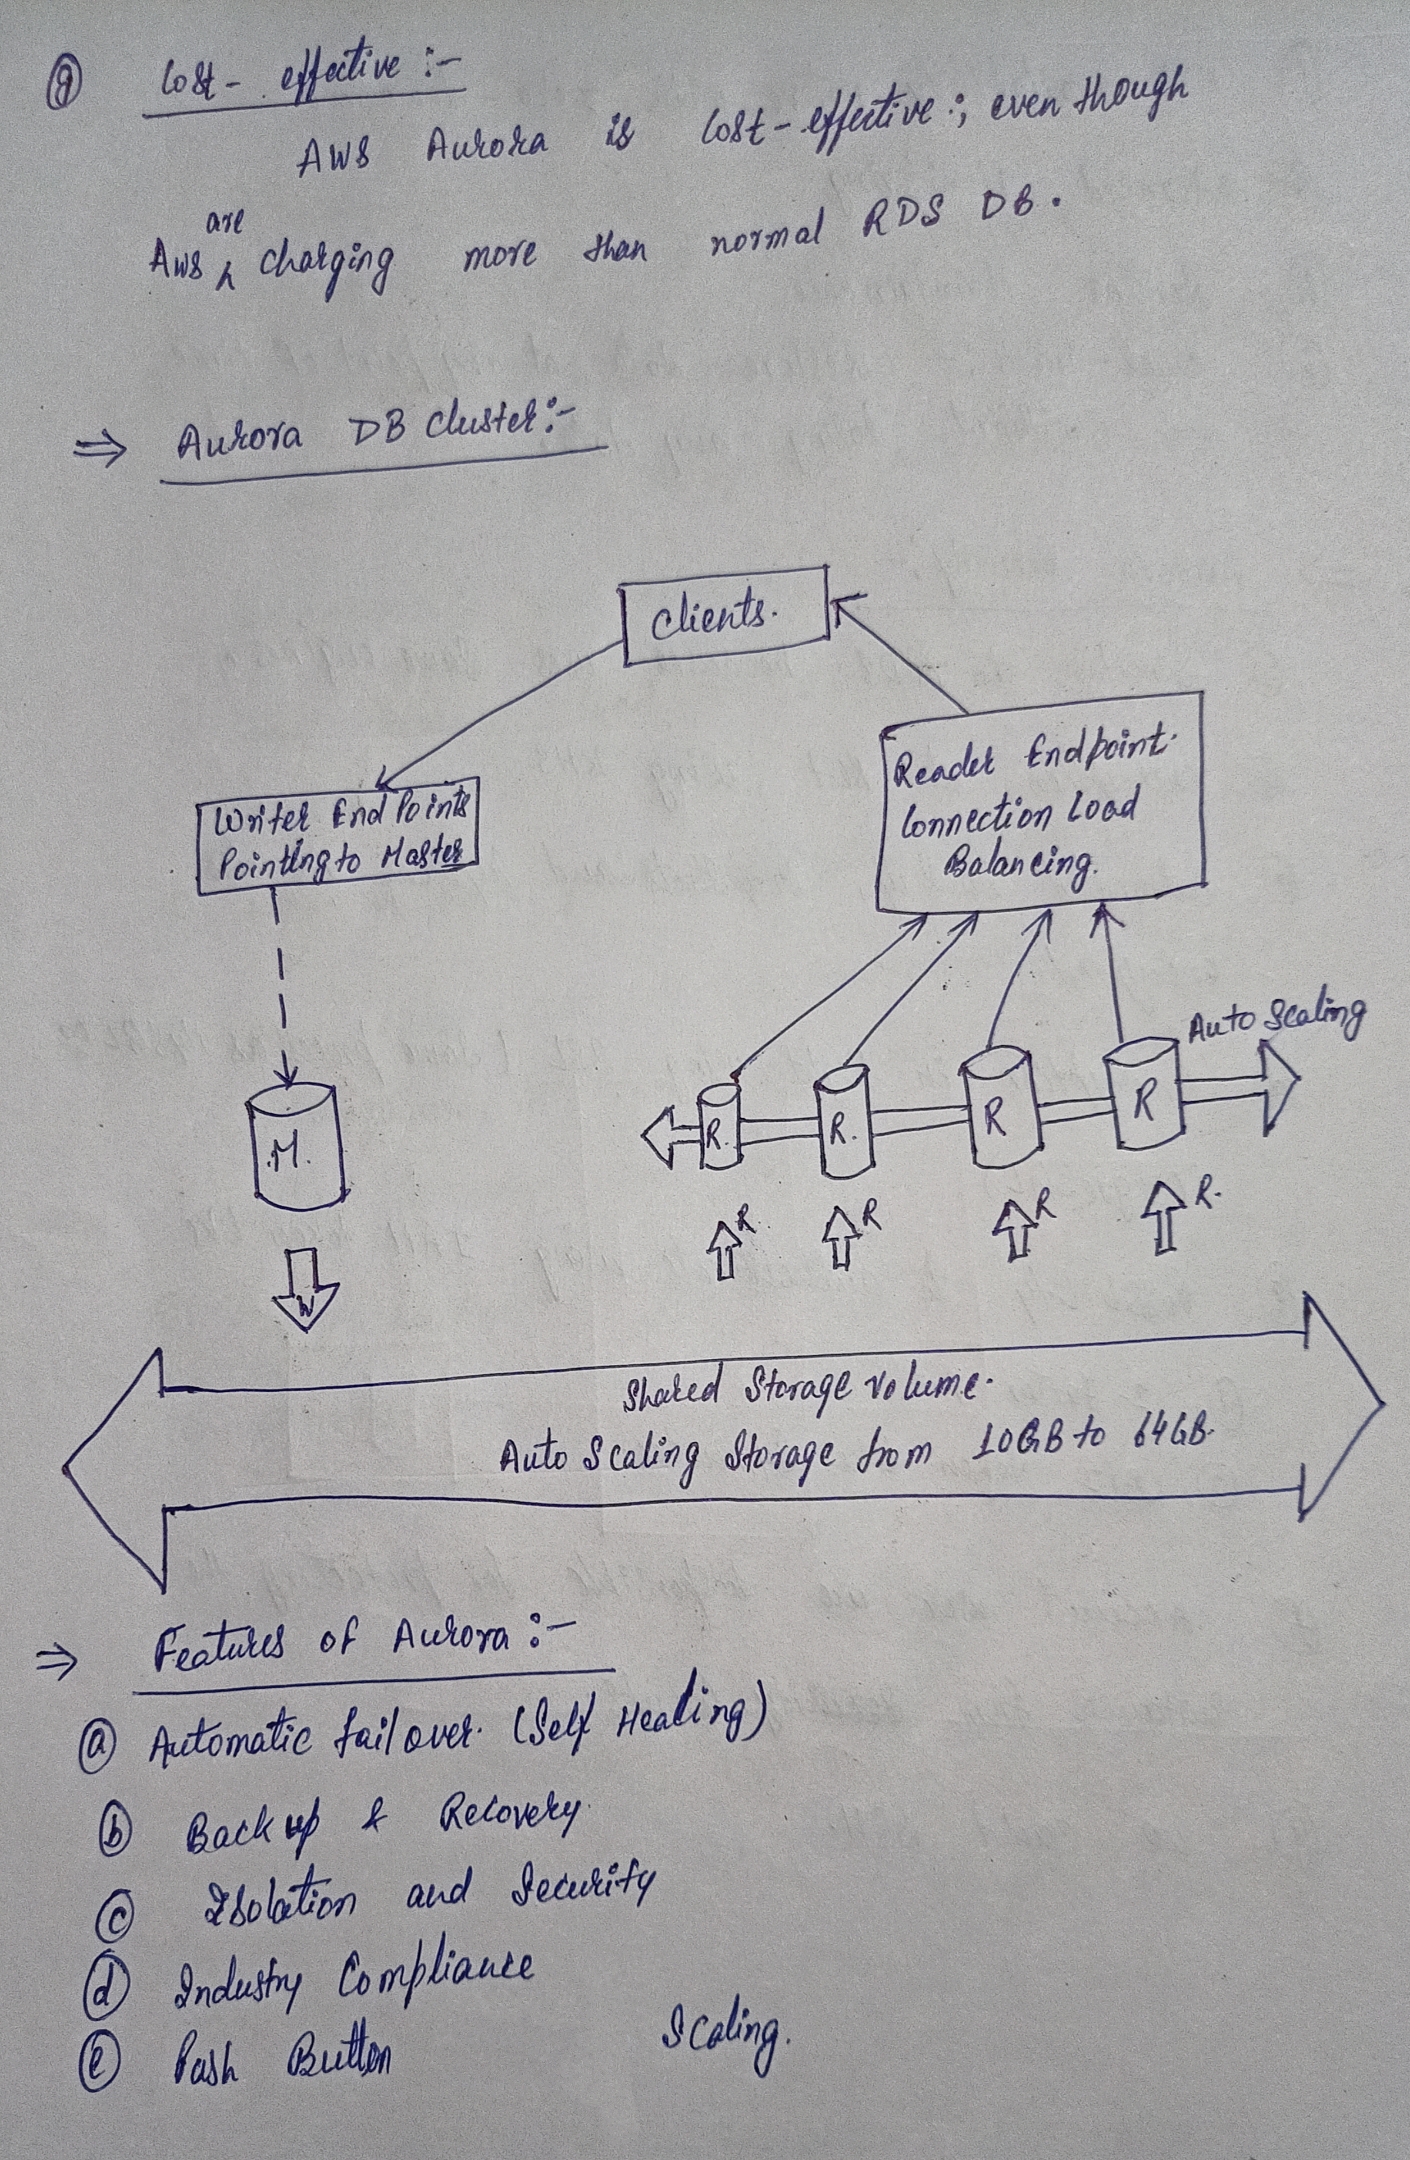 g Cost - effective :-
AWS Aurora is cost - effective ; even though
are
AWS ^ charging more than normal RDS DB.
⇒ Aurora DB cluster :-
Clients.
Reader Endpoint.
Connection Load
Balancing.
Writer End Points
Pointing to Master
Auto Scaling
M. R. R. R R
R R R R.
W
Shared Storage Volume.
Auto Scaling Storage from 10GB to 64GB.
⇒ Features of Aurora :-
a Automatic failover. (Self Healing)
b Back up & Recovery.
c Isolation and Security
d Industry Compliance
e Push Button Scaling.